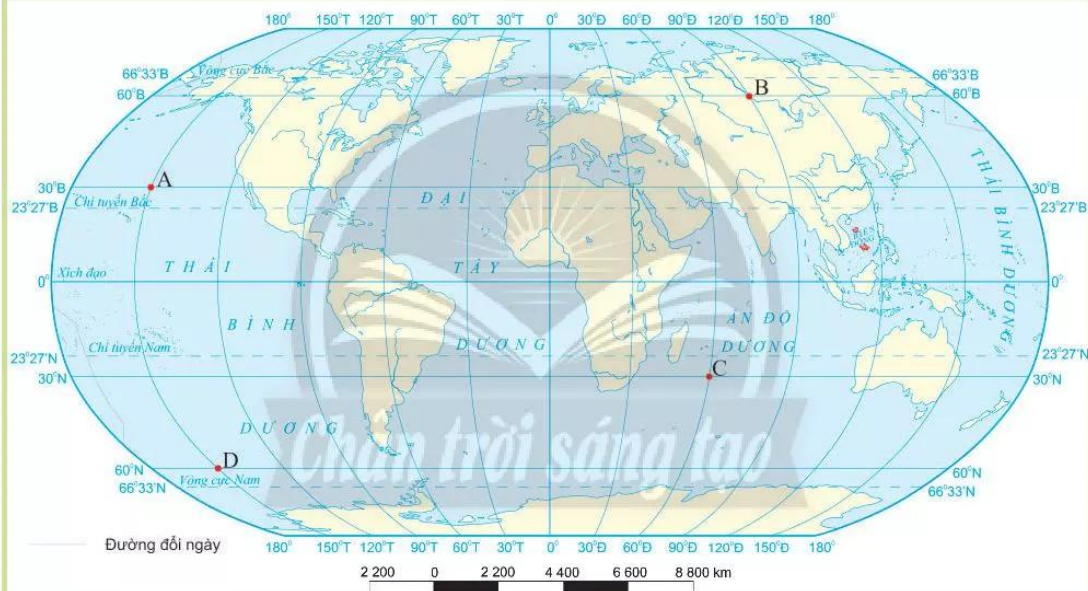 180° 150°T 120°T 90°T 60°T 30°T 0° 30°Đ 60°Đ 90°Đ 120°Đ 150°Đ 180°
Vòng cực Bắc
66°33'B 66°33'B
60°B B 60°B
THÁI BÌNH DƯƠNG
A
30°B 30°B
Chí tuyến Bắc
23°27'B ĐẠI 23°27'B
BIỂN ĐÔNG
THÁI TÂY
Xích đạo
0° 0°
BÌNH ẤN ĐỘ
Chí tuyến Nam DƯƠNG DƯƠNG
23°27'N 23°27'N
30°N C 30°N
DƯƠNG
Chân trời sáng tạo
60°N D 60°N
66°33'N Vòng cực Nam 66°33'N
180° 150°T 120°T 90°T 60°T 30°T 0° 30°Đ 60°Đ 90°Đ 120°Đ 150°Đ 180°
Đường đổi ngày
2 200 0 2 200 4 400 6 600 8 800 km